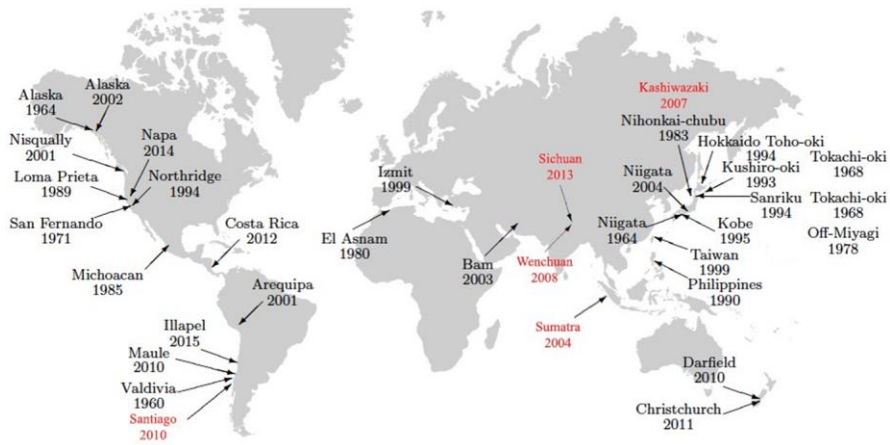 Alaska
1964
Alaska
2002
Nisqually
2001
Napa
2014
Loma Prieta
1989
Northridge
1994
San Fernando
1971
Costa Rica
2012
Michoacan
1985
Arequipa
2001
Illapel
2015
Maule
2010
Valdivia
1960
Santiago
2010
Izmit
1999
El Asnam
1980
Bam
2003
Sichuan
2013
Wenchuan
2008
Sumatra
2004
Kashiwazaki
2007
Nihonkai-chubu
1983
Hokkaido Toho-oki
1994
Kushiro-oki
1993
Tokachi-oki
1968
Niigata
2004
Sanriku
1994
Tokachi-oki
1968
Niigata
1964
Kobe
1995
Off-Miyagi
1978
Taiwan
1999
Philippines
1990
Darfield
2010
Christchurch
2011